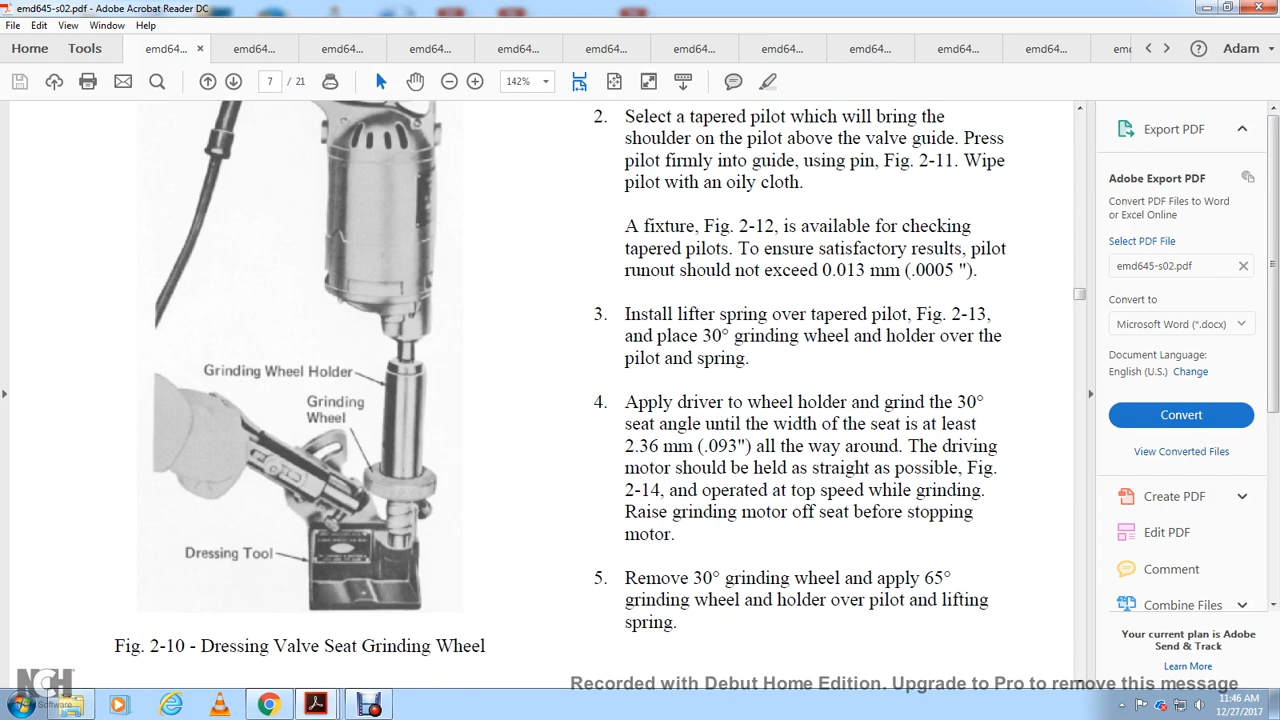 emd645-s02.pdf - Adobe Acrobat Reader DC
File Edit View Window Help
Home Tools emd64... × emd64... emd64... emd64... emd64... emd64... emd64... emd64... emd64... emd64... emd64... emd Adam
7 / 21 142%
2. Select a tapered pilot which will bring the
shoulder on the pilot above the valve guide. Press
pilot firmly into guide, using pin, Fig. 2-11. Wipe
pilot with an oily cloth.
A fixture, Fig. 2-12, is available for checking
tapered pilots. To ensure satisfactory results, pilot
runout should not exceed 0.013 mm (.0005 ").
3. Install lifter spring over tapered pilot, Fig. 2-13,
and place 30° grinding wheel and holder over the
pilot and spring.
4. Apply driver to wheel holder and grind the 30°
seat angle until the width of the seat is at least
2.36 mm (.093") all the way around. The driving
motor should be held as straight as possible, Fig.
2-14, and operated at top speed while grinding.
Raise grinding motor off seat before stopping
motor.
5. Remove 30° grinding wheel and apply 65°
grinding wheel and holder over pilot and lifting
spring.
Grinding Wheel Holder
Grinding
Wheel
Dressing Tool
Fig. 2-10 - Dressing Valve Seat Grinding Wheel
Export PDF
Adobe Export PDF
Convert PDF Files to Word
or Excel Online
Select PDF File
emd645-s02.pdf
Convert to
Microsoft Word (*.docx)
Document Language:
English (U.S.) Change
Convert
View Converted Files
Create PDF
Edit PDF
Comment
Combine Files
Your current plan is Adobe
Send & Track
Learn More
NCH
Software
Recorded with Debut Home Edition. Upgrade to Pro to remove this message
11:46 AM
12/27/2017